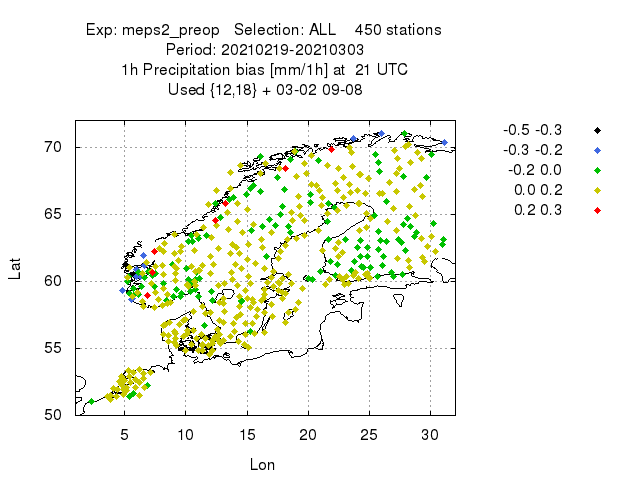 Exp: meps2_preop   Selection: ALL    450 stations
Period: 20210219-20210303
1h Precipitation bias [mm/1h] at  21 UTC
Used {12,18} + 03-02 09-08
-0.5 -0.3
-0.3 -0.2
-0.2 0.0
0.0 0.2
0.2 0.3
70
65
60
55
50
Lat
5 10 15 20 25 30
Lon